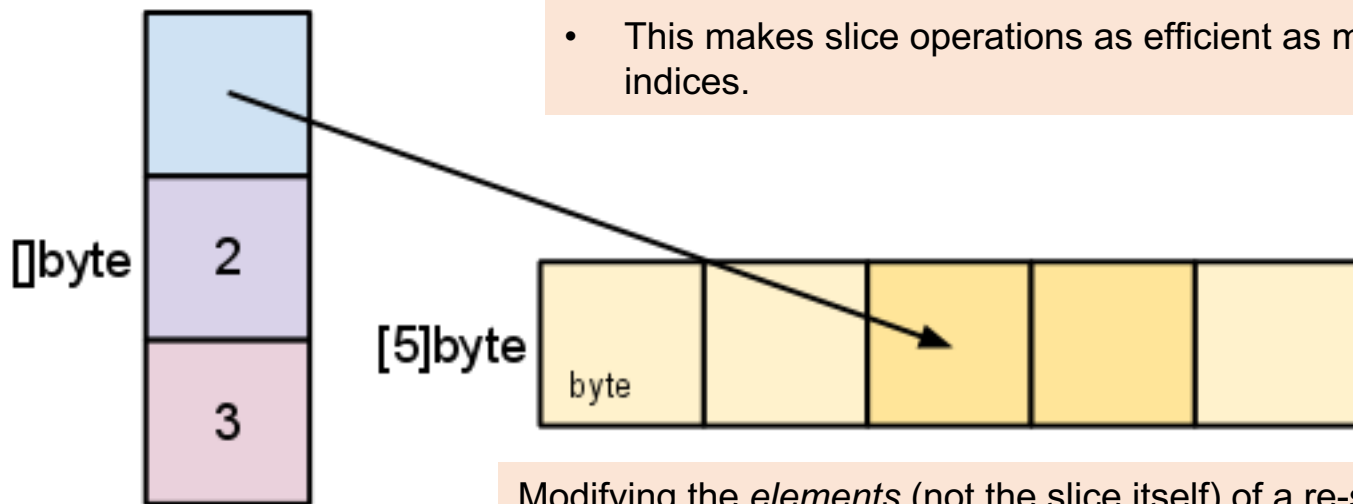 • This makes slice operations as efficient as
indices.
[]byte
2
[5]byte
byte
3
Modifying the elements (not the slice itself) of a